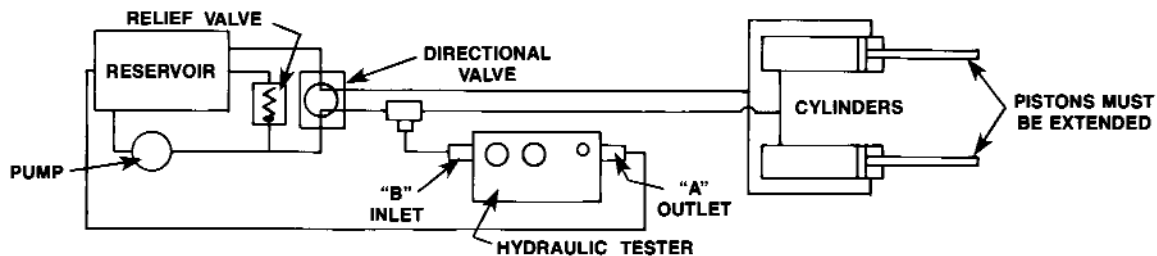 RELIEF VALVE
RESERVOIR
DIRECTIONAL
VALVE
CYLINDERS
PISTONS MUST
BE EXTENDED
PUMP
"B"
INLET
"A"
OUTLET
HYDRAULIC TESTER